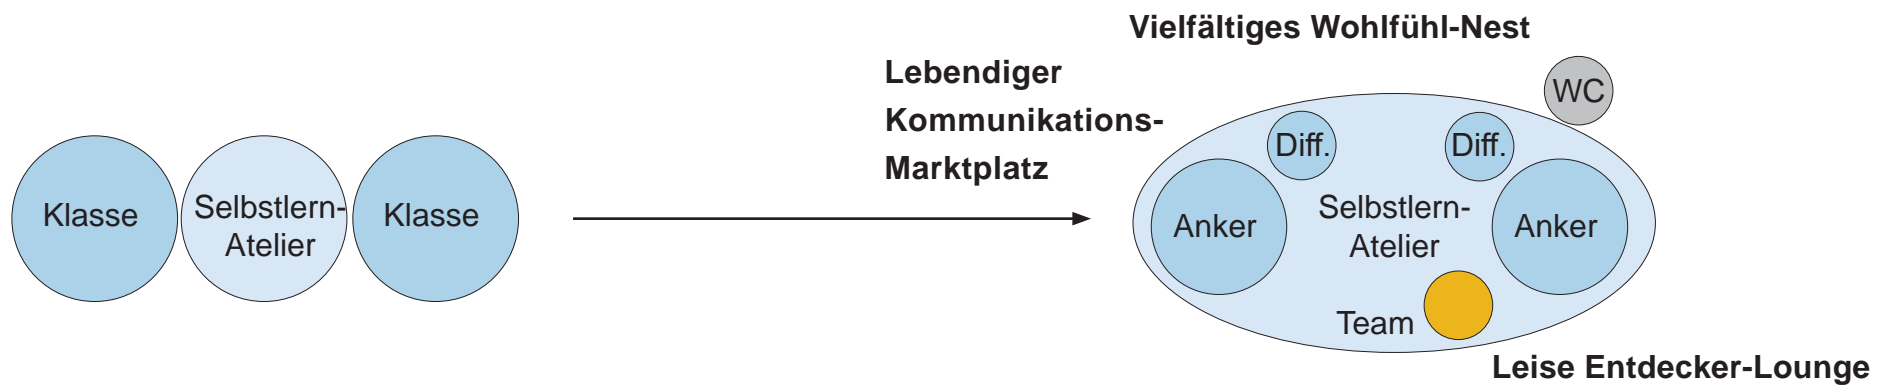 Vielfältiges Wohlfühl-Nest
Lebendiger
Kommunikations-
Marktplatz
Klasse
Selbstlern-
Atelier
Klasse
WC
Diff.
Diff.
Anker
Selbstlern-
Atelier
Anker
Team
Leise Entdecker-Lounge